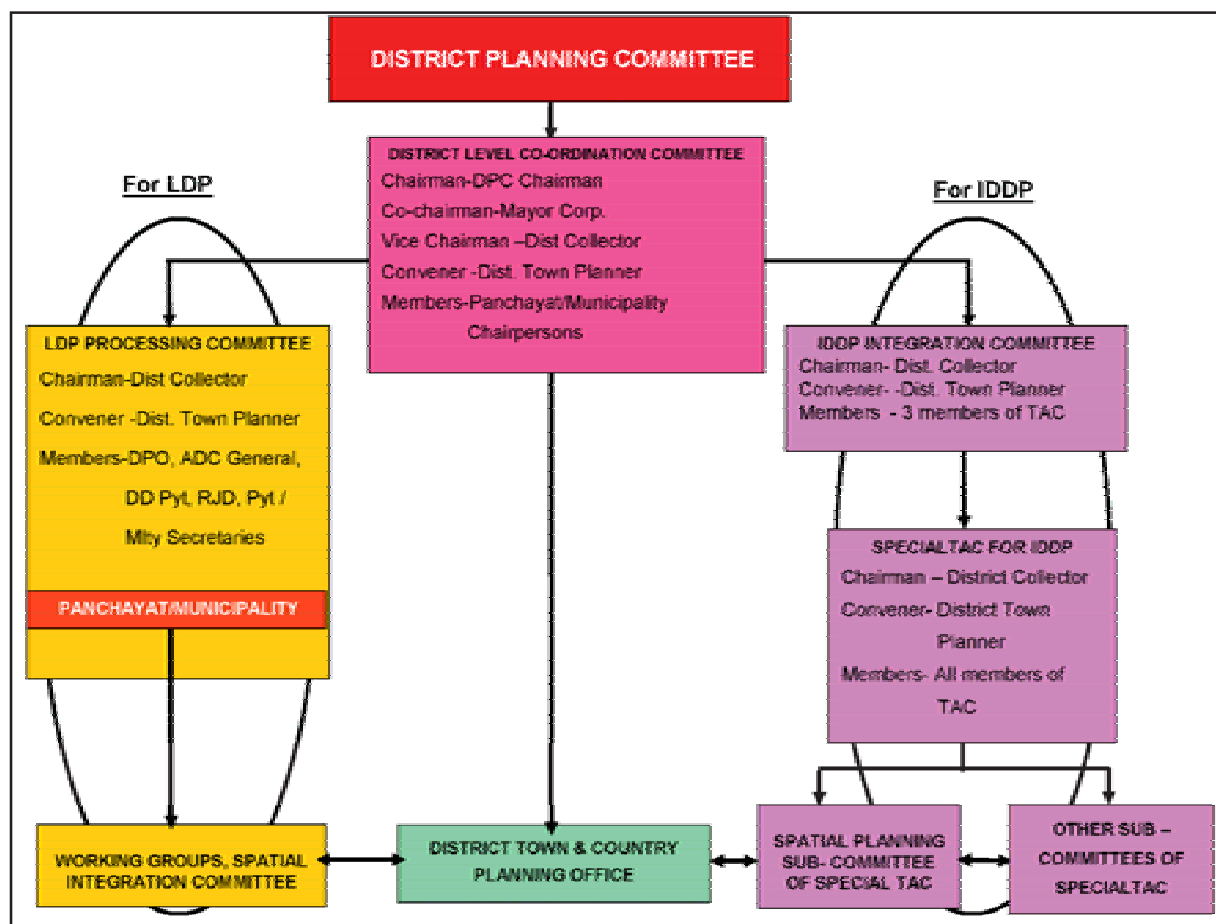 DISTRICT PLANNING COMMITTEE
DISTRICT LEVEL CO-ORDINATION COMMITTEE
Chairman-DPC Chairman
Co-chairman-Mayor Corp.
Vice Chairman –Dist Collector
Convener -Dist. Town Planner
Members-Panchayat/Municipality
Chairpersons
For LDP
LDP PROCESSING COMMITTEE
Chairman-Dist Collector
Convener -Dist. Town Planner
Members-DPO, ADC General,
DD Pyt, RJD, Pyt /
Mlty Secretaries
PANCHAYAT/MUNICIPALITY
WORKING GROUPS, SPATIAL
INTEGRATION COMMITTEE
DISTRICT TOWN & COUNTRY
PLANNING OFFICE
For IDDP
IDDP INTEGRATION COMMITTEE
Chairman- Dist. Collector
Convener- -Dist. Town Planner
Members - 3 members of TAC
SPECIALTAC FOR IDDP
Chairman – District Collector
Convener- District Town
Planner
Members- All members of
TAC
SPATIAL PLANNING
SUB- COMMITTEE
OF SPECIAL TAC
OTHER SUB –
COMMITTEES OF
SPECIALTAC